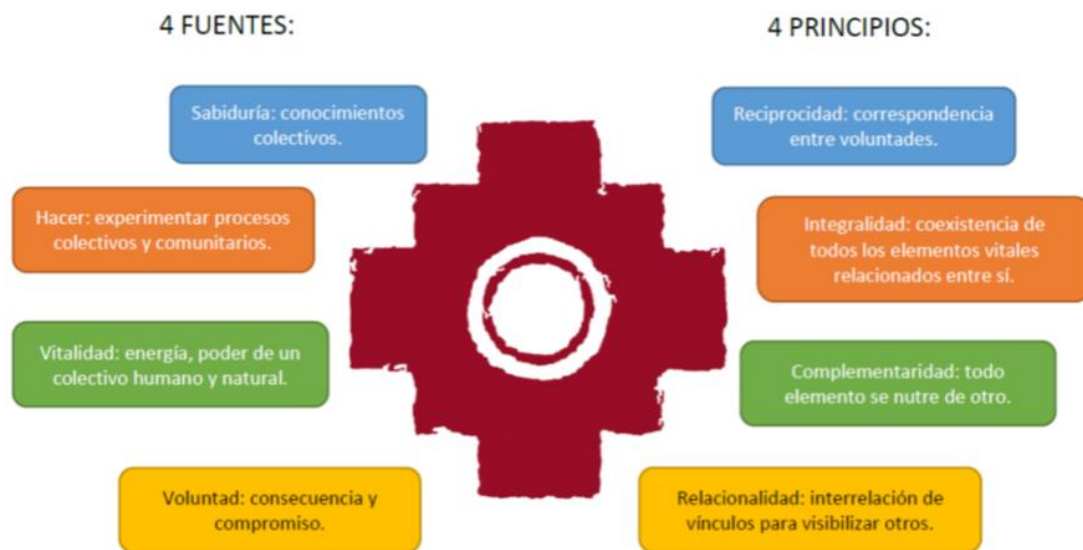 4 FUENTES:
Sabiduría: conocimientos
colectivos.
Hacer: experimentar procesos
colectivos y comunitarios.
Vitalidad: energía, poder de un
colectivo humano y natural.
Voluntad: consecuencia y
compromiso.
4 PRINCIPIOS:
Reciprocidad: correspondencia
entre voluntades.
Integralidad: coexistencia de
todos los elementos vitales
relacionados entre sí.
Complementaridad: todo
elemento se nutre de otro.
Relacionalidad: interrelación de
vínculos para visibilizar otros.